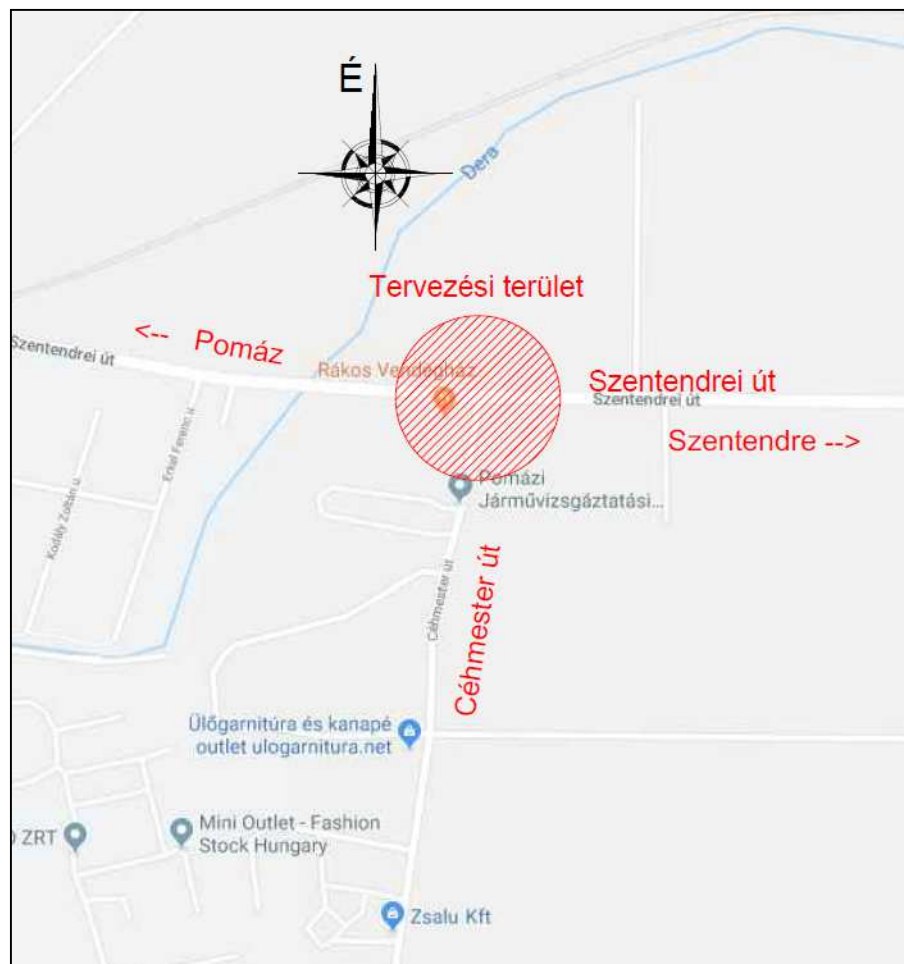 É
Dera
Tervezési terület
<-- Pomáz
Szentendrei út
Rákos Vendégház
Szentendrei út
Szentendrei út
Szentendre -->
Erkel Ferenc u.
Kodály Zoltán u.
Pomázi
Járművizsgáztatási...
Céhmester út
Céhmester út
Ülőgarnitúra és kanapé
outlet ulogarnitura.net
Mini Outlet - Fashion
Stock Hungary
ZRT
Zsalu Kft